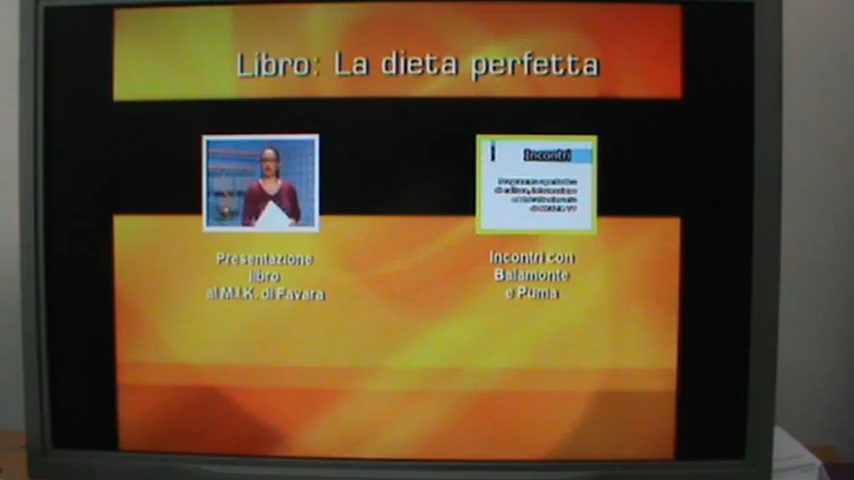 Libro: La dieta perfetta
Incontri
Presentazione
libro
al M.I.K. di Favara
Incontri con
Balamonte
e Puma